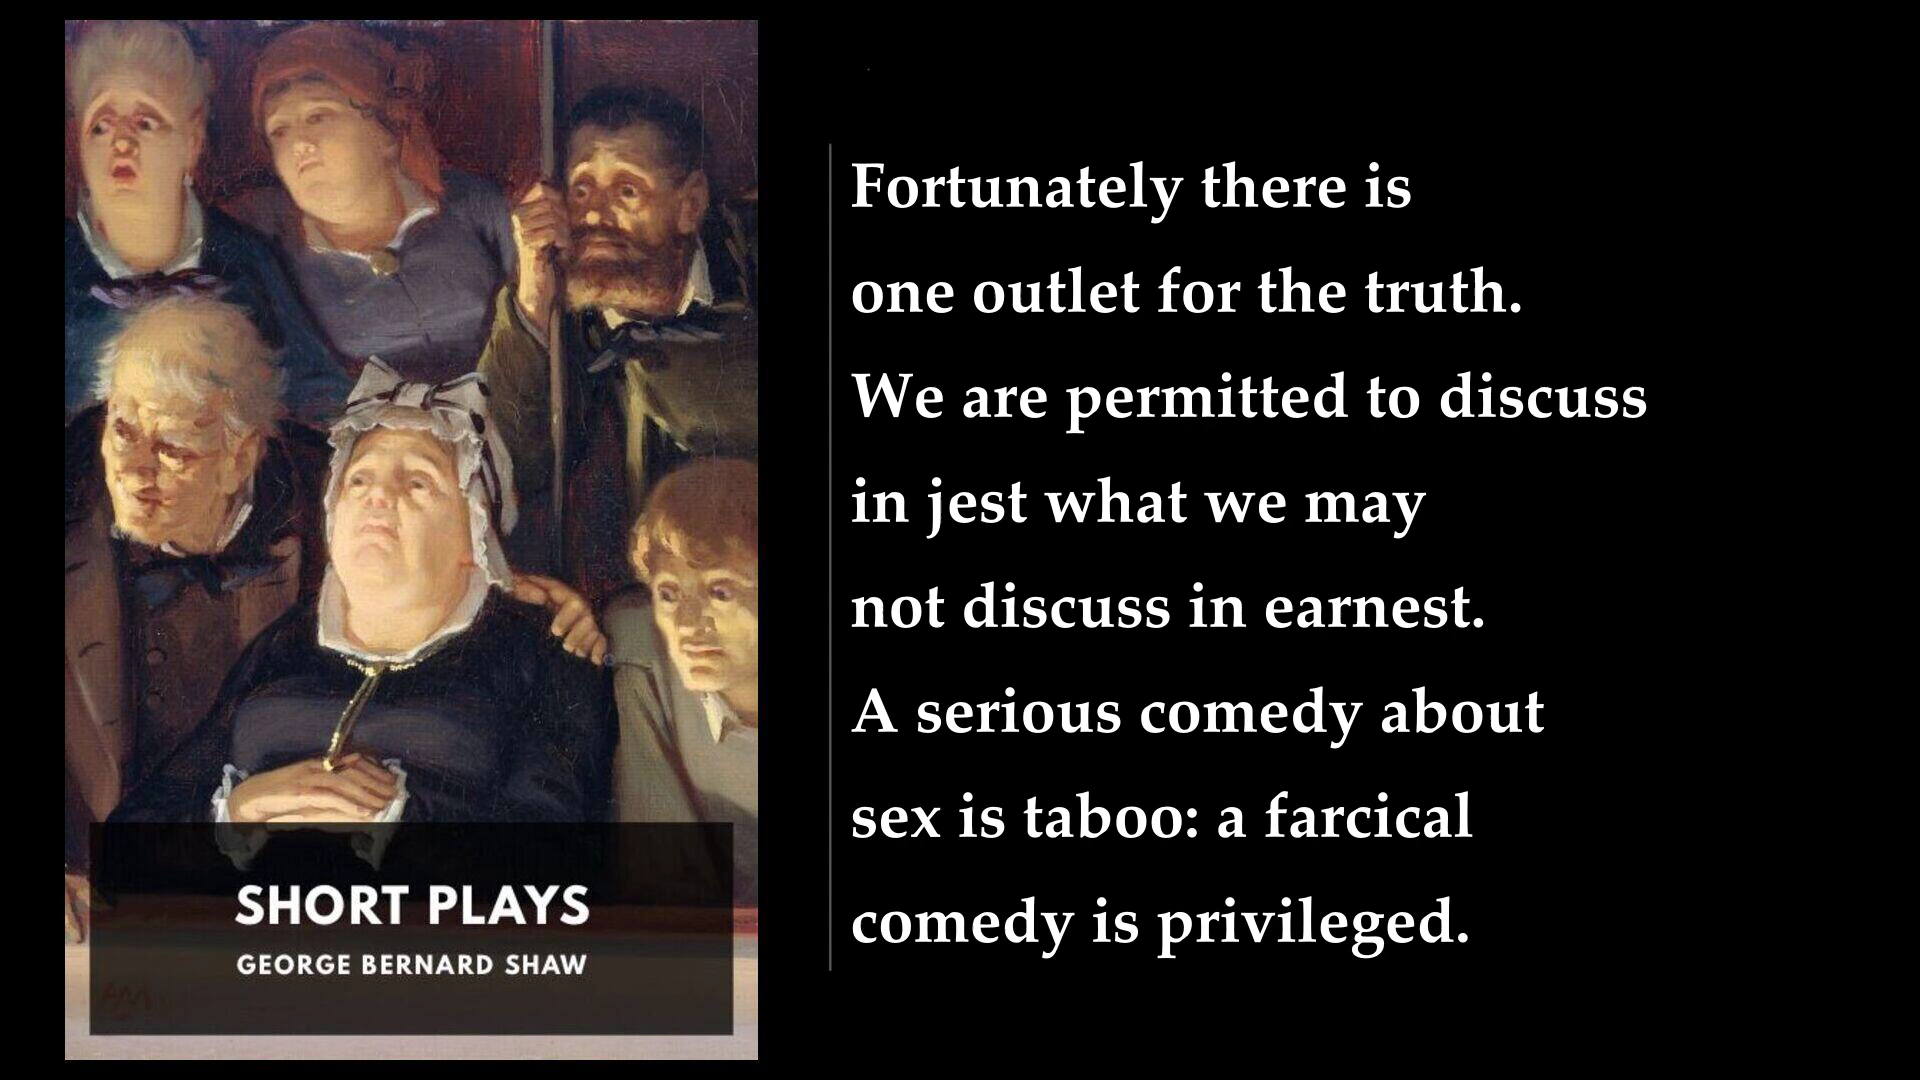 SHORT PLAYS
GEORGE BERNARD SHAW
Fortunately there is
one outlet for the truth.
We are permitted to discuss
in jest what we may
not discuss in earnest.
A serious comedy about
sex is taboo: a farcical
comedy is privileged.